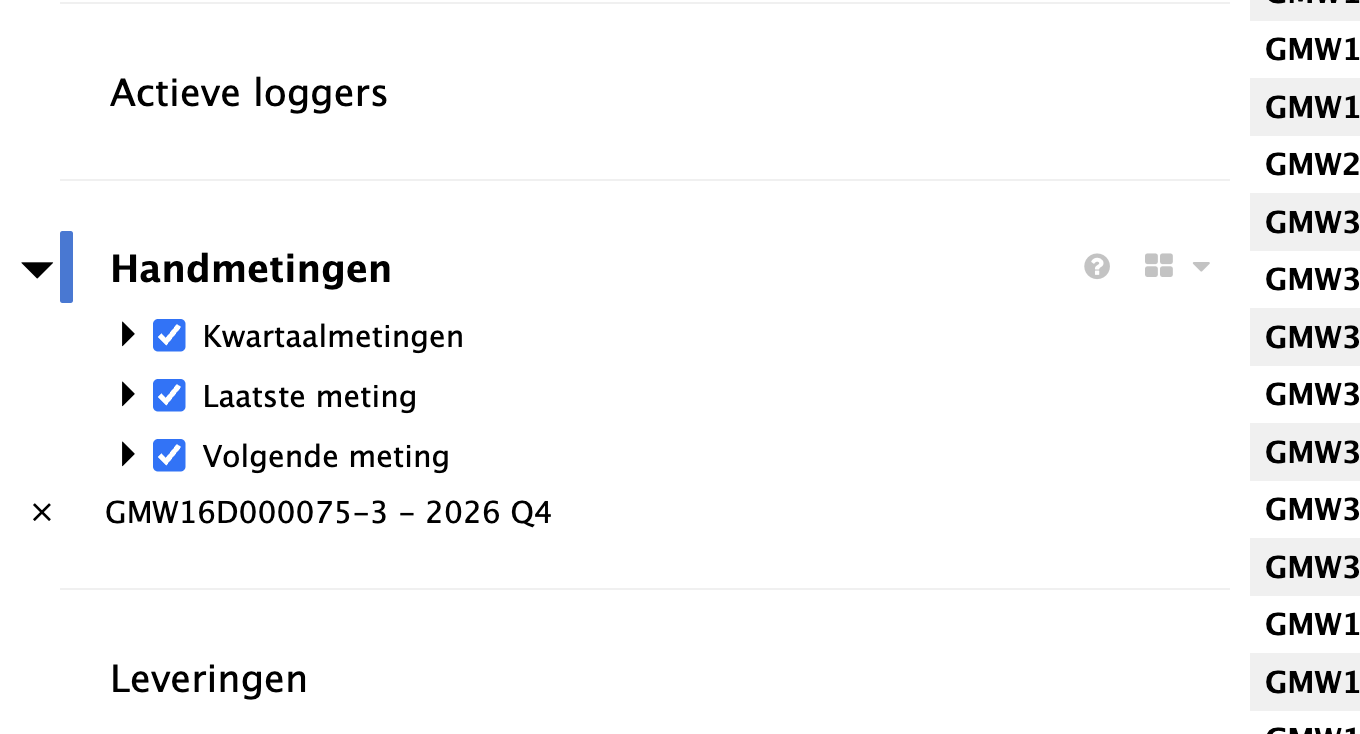 Actieve loggers
Handmetingen
Kwartaalmetingen
Laatste meting
Volgende meting
GMW16D000075-3 - 2026 Q4
Leveringen
GMW1
GMW1
GMW2
GMW3
GMW3
GMW3
GMW3
GMW3
GMW3
GMW3
GMW1
GMW1